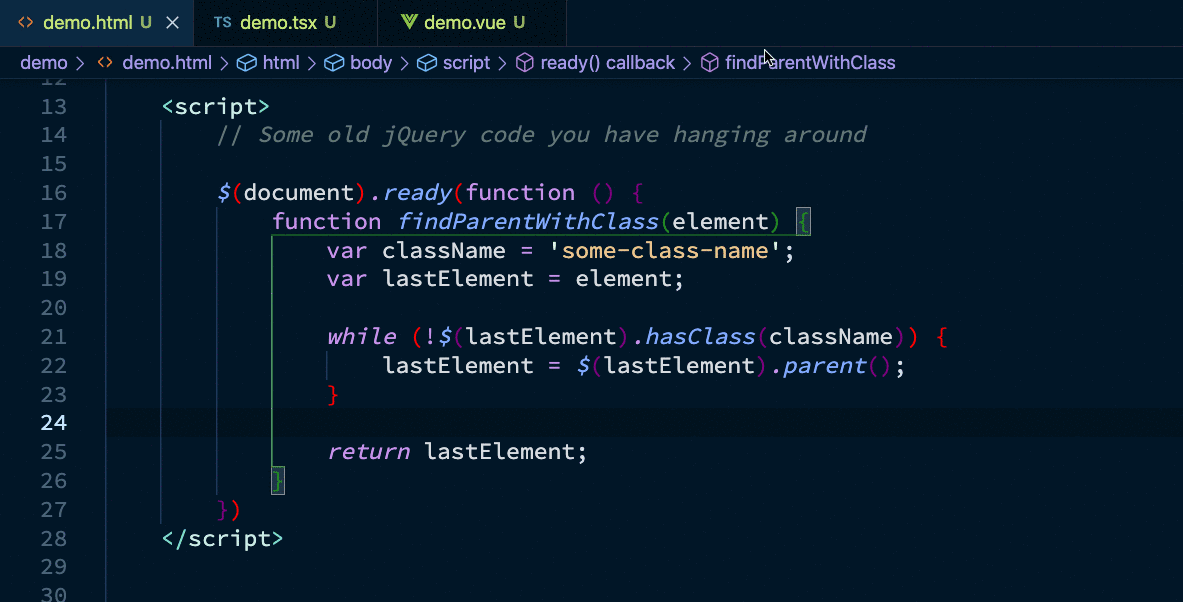 demo.html U × TS demo.tsx U demo.vue U
demo > <> demo.html > html > body > script > ready() callback > findParentWithClass
12
13 <script>
14 // Some old jQuery code you have hanging around
15
16 $(document).ready(function () {
17 function findParentWithClass(element) {
18 var className = 'some-class-name';
19 var lastElement = element;
20
21 while (!$(lastElement).hasClass(className)) {
22 lastElement = $(lastElement).parent();
23 }
24
25 return lastElement;
26 }
27 })
28 </script>
29
30